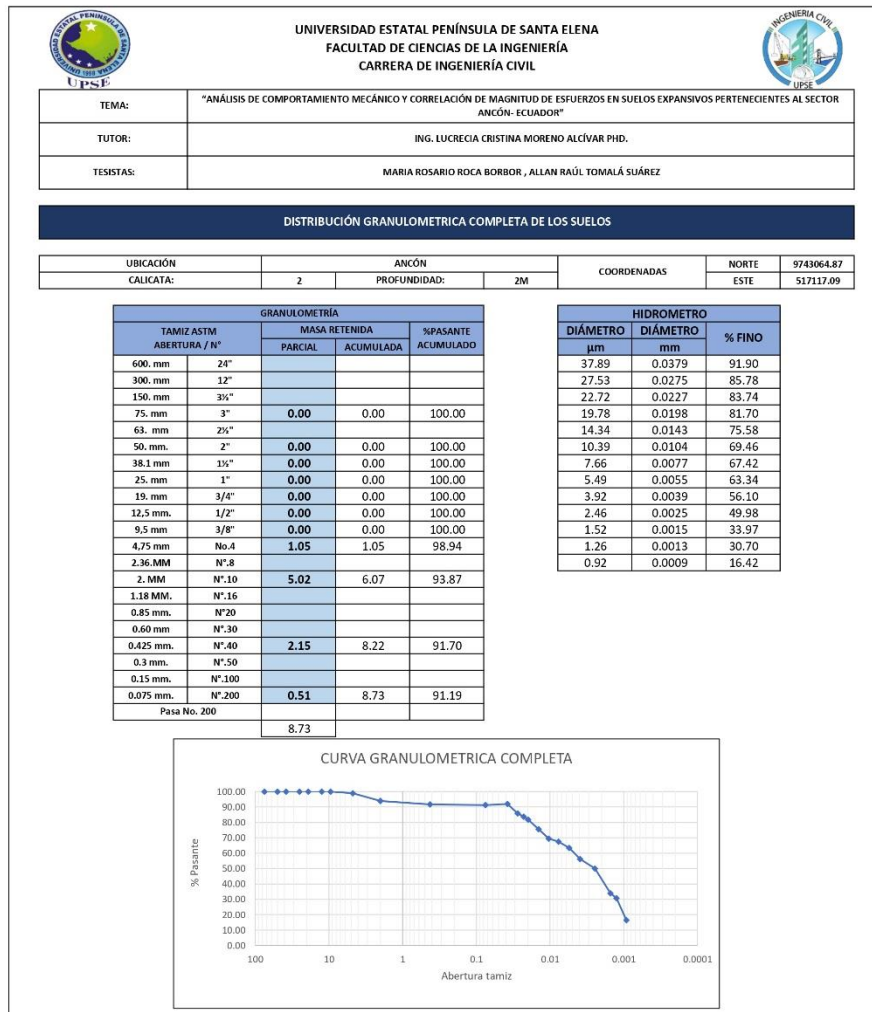 UNIVERSIDAD ESTATAL PENÍNSULA DE SANTA ELENA
FACULTAD DE CIENCIAS DE LA INGENIERÍA
CARRERA DE INGENIERÍA CIVIL
UNIVERSIDAD ESTATAL PENINSULA DE SANTA ELENA
UPSE
INGENIERIA CIVIL
UPSE
TEMA: "ANÁLISIS DE COMPORTAMIENTO MECÁNICO Y CORRELACIÓN DE MAGNITUD DE ESFUERZOS EN SUELOS EXPANSIVOS PERTENECIENTES AL SECTOR
ANCÓN- ECUADOR"
TUTOR: ING. LUCRECIA CRISTINA MORENO ALCÍVAR PHD.
TESISTAS: MARIA ROSARIO ROCA BORBOR , ALLAN RAÚL TOMALÁ SUÁREZ
DISTRIBUCIÓN GRANULOMETRICA COMPLETA DE LOS SUELOS
UBICACIÓN ANCÓN COORDENADAS NORTE 9743064.87
CALICATA: 2 PROFUNDIDAD: 2M ESTE 517117.09
GRANULOMETRÍA
TAMIZ ASTM MASA RETENIDA %PASANTE
ABERTURA / N° PARCIAL ACUMULADA ACUMULADO
600. mm 24"
300. mm 12"
150. mm 3½"
75. mm 3" 0.00 0.00 100.00
63. mm 2½"
50. mm. 2" 0.00 0.00 100.00
38.1 mm 1½" 0.00 0.00 100.00
25. mm 1" 0.00 0.00 100.00
19. mm 3/4" 0.00 0.00 100.00
12,5 mm. 1/2" 0.00 0.00 100.00
9,5 mm 3/8" 0.00 0.00 100.00
4,75 mm No.4 1.05 1.05 98.94
2.36.MM N°.8
2. MM N°.10 5.02 6.07 93.87
1.18 MM. N°.16
0.85 mm. N°20
0.60 mm N°.30
0.425 mm. N°.40 2.15 8.22 91.70
0.3 mm. N°.50
0.15 mm. N°.100
0.075 mm. N°.200 0.51 8.73 91.19
Pasa No. 200
8.73
HIDROMETRO
DIÁMETRO DIÁMETRO % FINO
µm mm
37.89 0.0379 91.90
27.53 0.0275 85.78
22.72 0.0227 83.74
19.78 0.0198 81.70
14.34 0.0143 75.58
10.39 0.0104 69.46
7.66 0.0077 67.42
5.49 0.0055 63.34
3.92 0.0039 56.10
2.46 0.0025 49.98
1.52 0.0015 33.97
1.26 0.0013 30.70
0.92 0.0009 16.42
CURVA GRANULOMETRICA COMPLETA
% Pasante
100.00
90.00
80.00
70.00
60.00
50.00
40.00
30.00
20.00
10.00
0.00
100 10 1 0.1 0.01 0.001 0.0001
Abertura tamiz